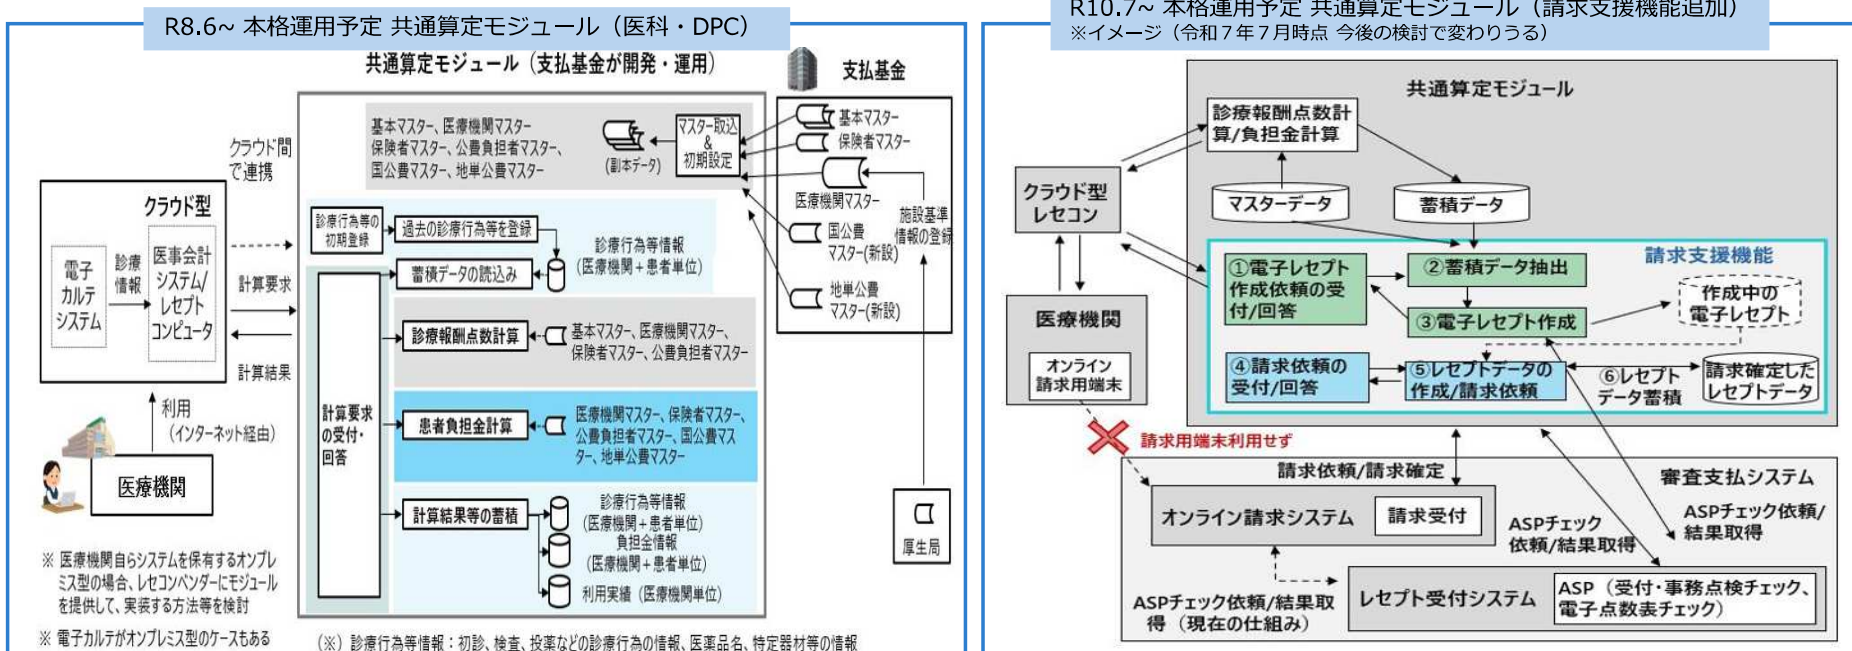 R8.6~ 本格運用予定 共通算定モジュール（医科・DPC）
共通算定モジュール（支払基金が開発・運用）
支払基金
クラウド間
で連携
クラウド型
電子
カルテ
システム
診療
情報
医事会計
システム/
レセプト
コンピュータ
計算要求
計算結果
利用
（インターネット経由）
医療機関
※ 医療機関自らシステムを保有するオンプレ
ミス型の場合、レセコンベンダーにモジュール
を提供して、実装する方法等を検討
※ 電子カルテがオンプレミス型のケースもある
基本マスター、医療機関マスター
保険者マスター、公費負担者マスター、
国公費マスター、地単公費マスター
(副本データ)
マスター取込
&
初期設定
基本マスター
保険者マスター
医療機関マスター
国公費
マスター(新設)
地単公費
マスター(新設)
施設基準
情報の登録
厚生局
診療行為等の
初期登録
過去の診療行為等を登録
診療行為等情報
（医療機関＋患者単位）
蓄積データの読込み
計算要求
の受付・
回答
診療報酬点数計算
基本マスター、医療機関マスター、
保険者マスター、公費負担者マスター
患者負担金計算
医療機関マスター、保険者マスター、
公費負担者マスター、国公費マス
ター、地単公費マスター
計算結果等の蓄積
診療行為等情報
（医療機関＋患者単位）
負担金情報
（医療機関＋患者単位）
利用実績（医療機関単位）
（※）診療行為等情報：初診、検査、投薬などの診療行為の情報、医薬品名、特定器材等の情報
R10.7~ 本格運用予定 共通算定モジュール（請求支援機能追加）
※イメージ（令和７年７月時点 今後の検討で変わりうる）
共通算定モジュール
診療報酬点数計
算/負担金計算
クラウド型
レセコン
マスターデータ
蓄積データ
請求支援機能
①電子レセプト
作成依頼の受
付/回答
②蓄積データ抽出
③電子レセプト作成
作成中の
電子レセプト
④請求依頼の
受付/回答
⑤レセプトデータの
作成/請求依頼
⑥レセプト
データ蓄積
請求確定した
レセプトデータ
医療機関
オンライン
請求用端末
請求用端末利用せず
請求依頼/請求確定
審査支払システム
オンライン請求システム
請求受付
ASPチェック
依頼/結果取得
ASPチェック依頼/
結果取得
ASPチェック依頼/結果取
得（現在の仕組み）
レセプト受付システム
ASP（受付・事務点検チェック、
電子点数表チェック）